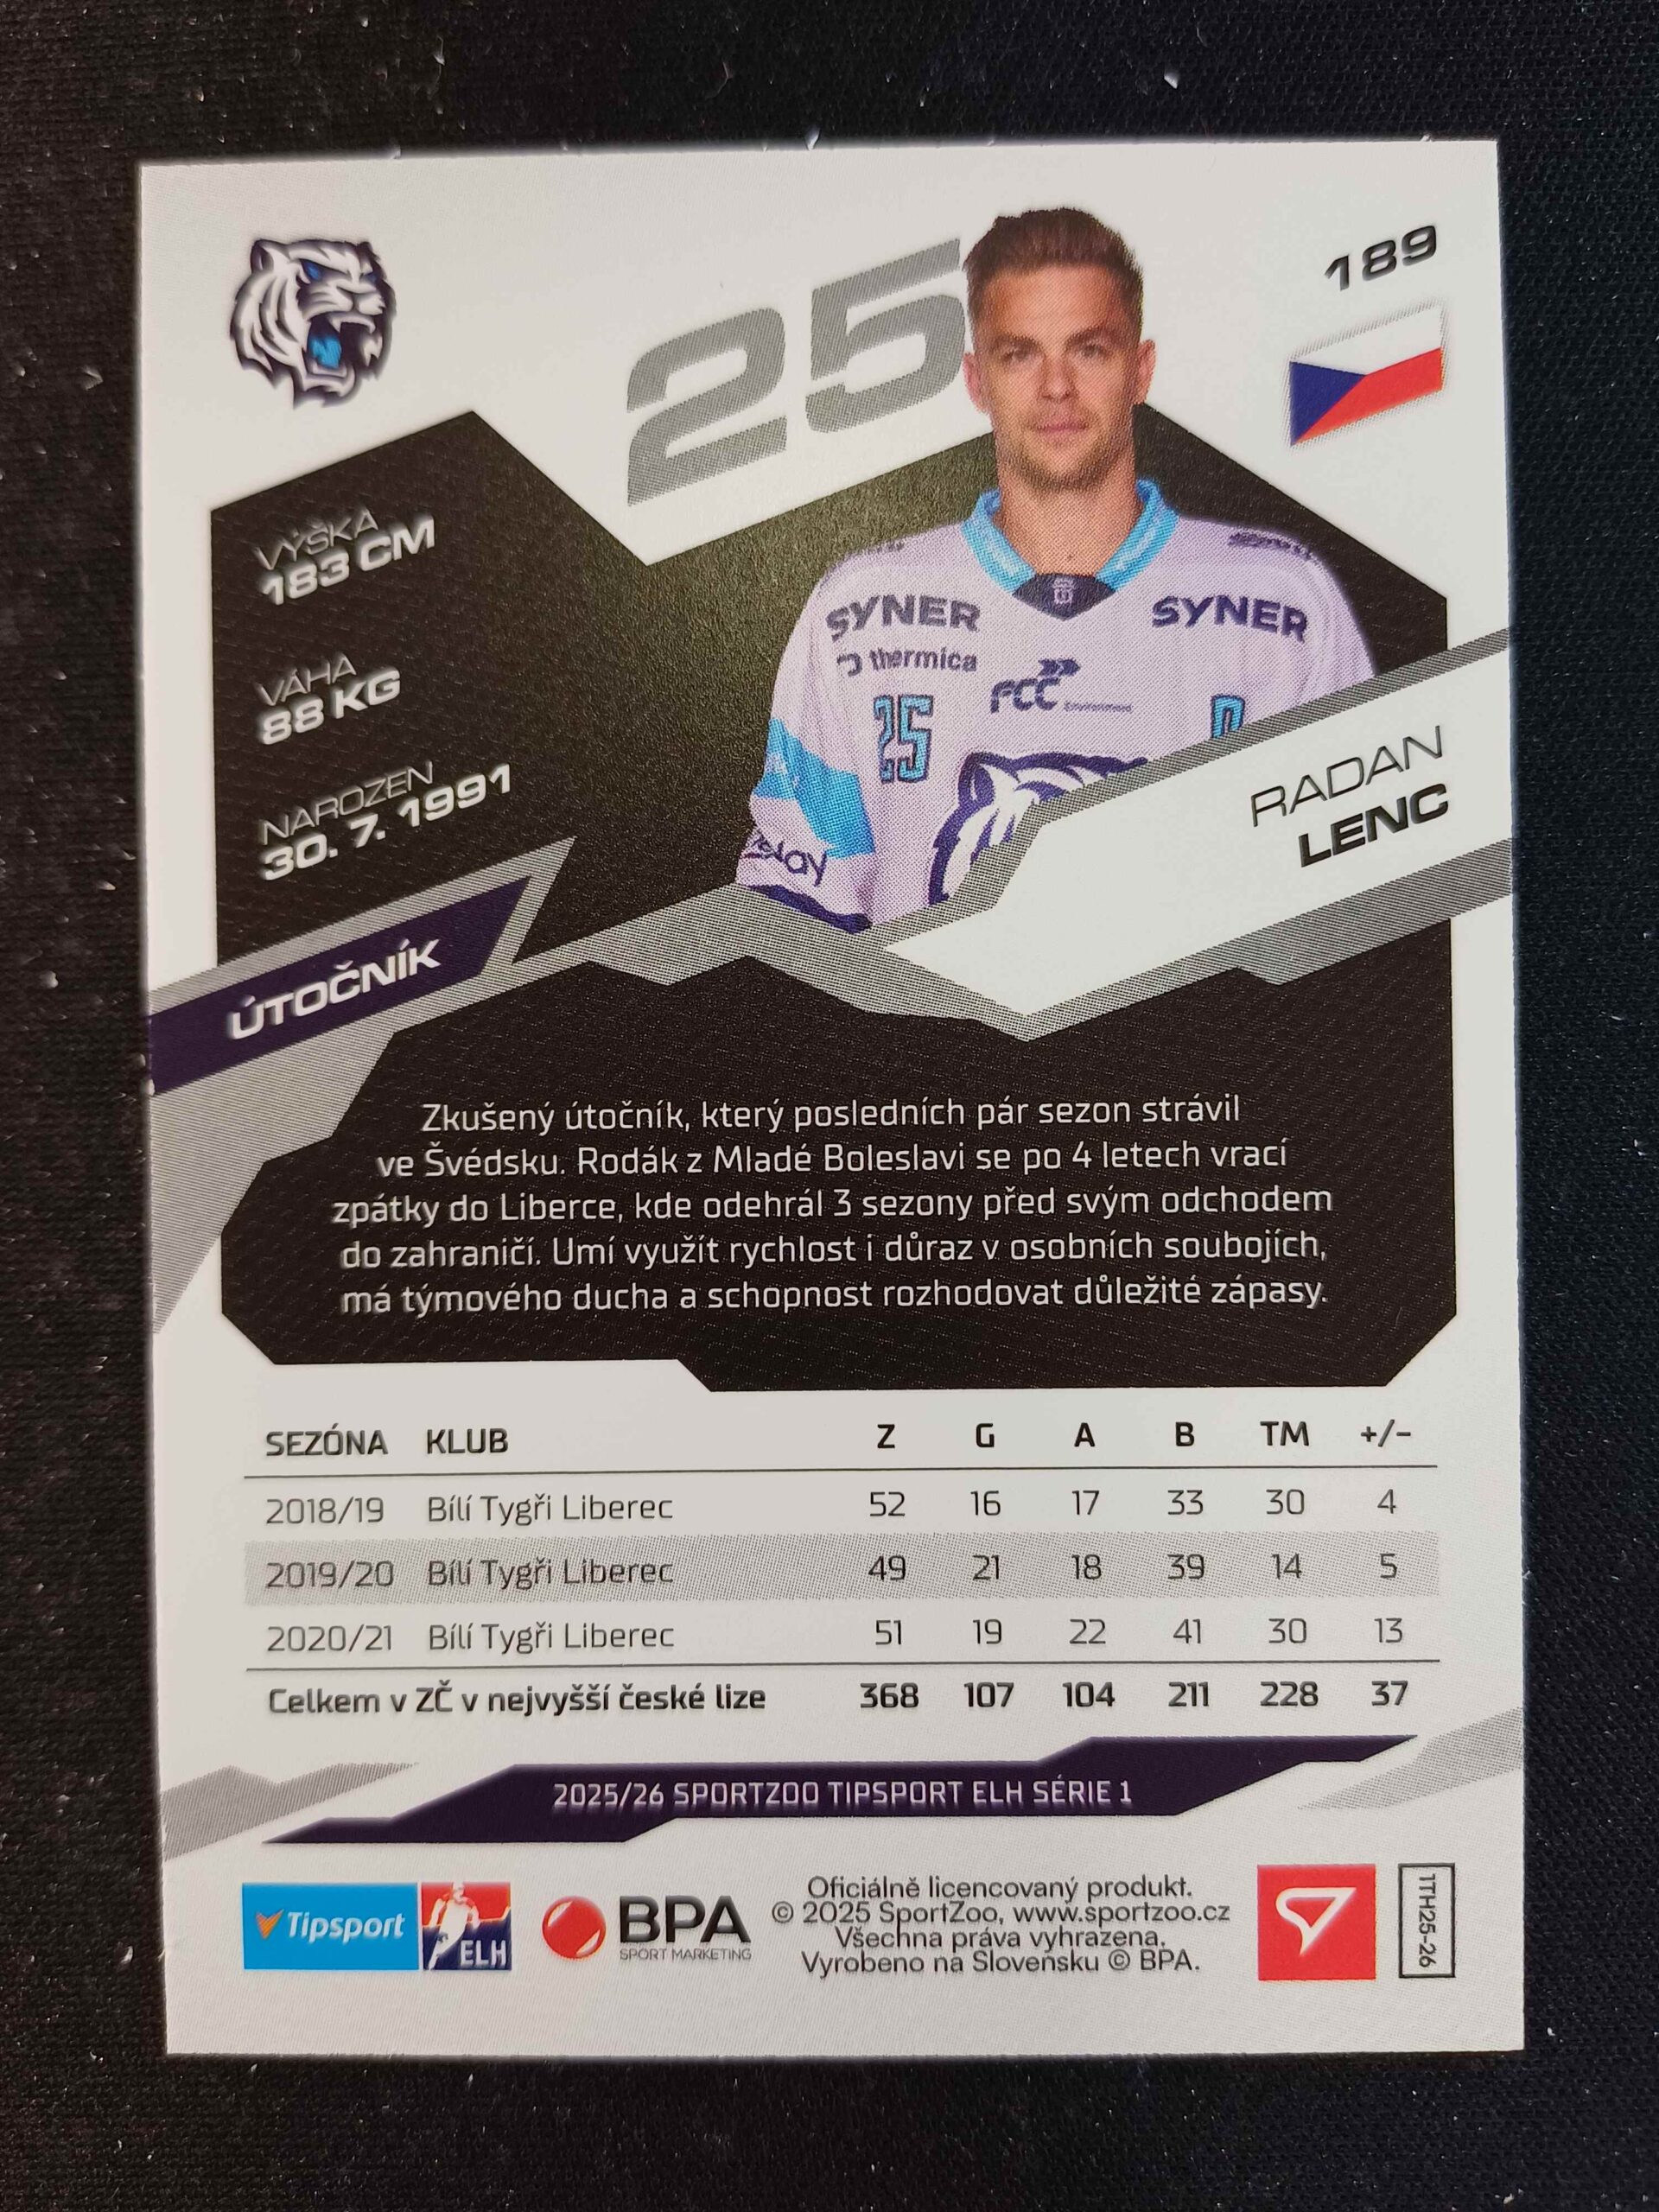 25
189
VÝŠKA
183 CM
VÁHA
88 KG
NAROZEN
30. 7. 1991
SYNER
SYNER
thermica
FCC
Environment
25
RADAN
LENC
ÚTOČNÍK
Zkušený útočník, který posledních pár sezon strávil
ve Švédsku. Rodák z Mladé Boleslavi se po 4 letech vrací
zpátky do Liberce, kde odehrál 3 sezony před svým odchodem
do zahraničí. Umí využít rychlost i důraz v osobních soubojích,
má týmového ducha a schopnost rozhodovat důležité zápasy.
SEZÓNA KLUB Z G A B TM +/-
2018/19 Bílí Tygři Liberec 52 16 17 33 30 4
2019/20 Bílí Tygři Liberec 49 21 18 39 14 5
2020/21 Bílí Tygři Liberec 51 19 22 41 30 13
Celkem v ZČ v nejvyšší české lize 368 107 104 211 228 37
2025/26 SPORTZOO TIPSPORT ELH SÉRIE 1
Tipsport
ELH
BPA
SPORT MARKETING
Oficiálně licencovaný produkt.
© 2025 SportZoo, www.sportzoo.cz
Všechna práva vyhrazena.
Vyrobeno na Slovensku © BPA.
1TH25-26